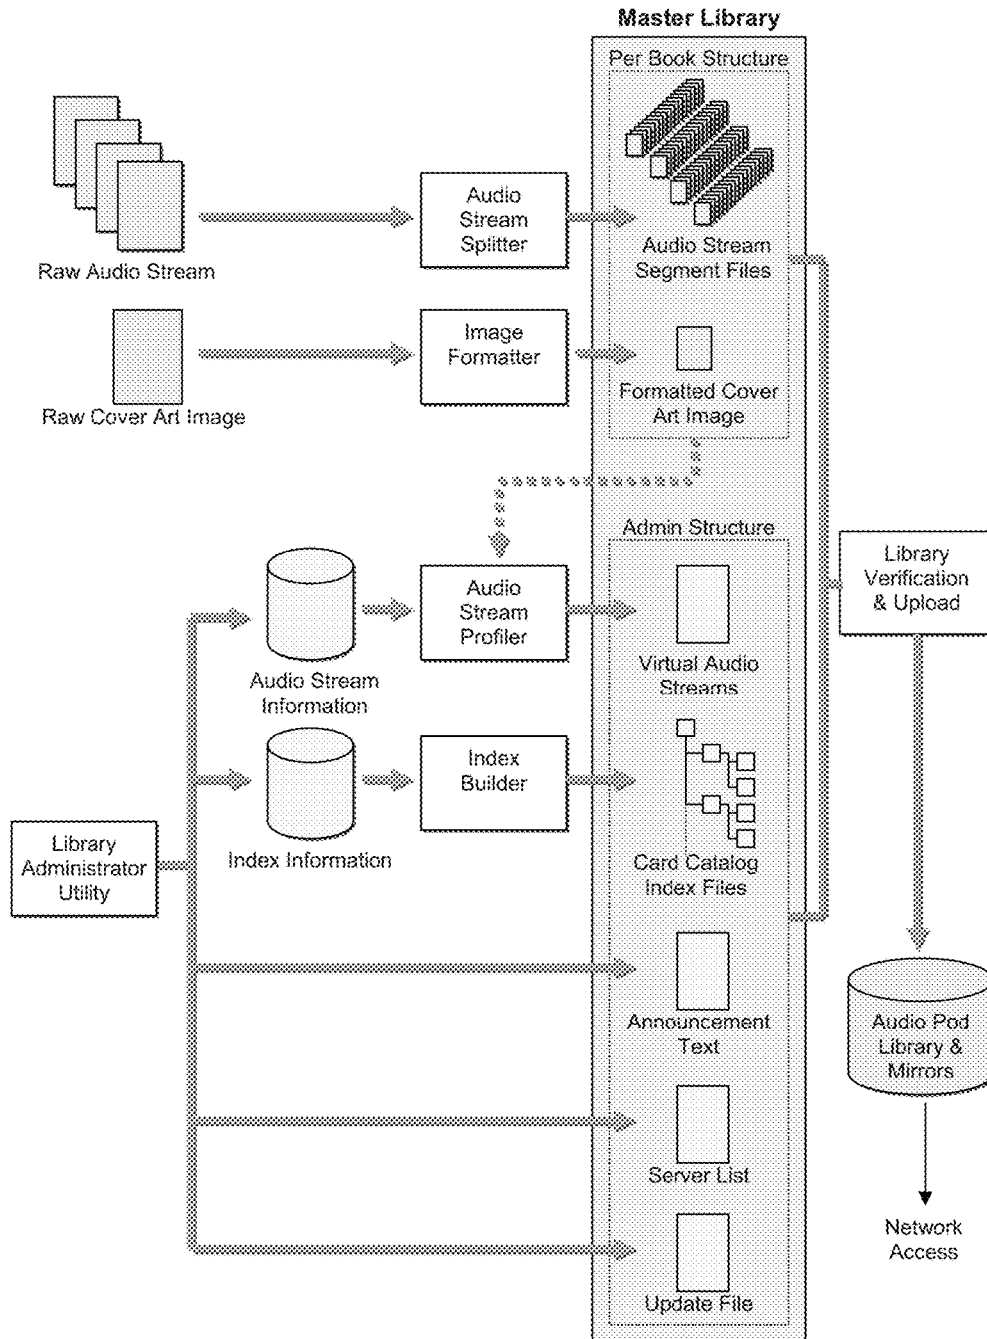 Master Library
Per Book Structure
Raw Audio Stream
Audio
Stream
Splitter
Audio Stream
Segment Files
Raw Cover Art Image
Image
Formatter
Formatted Cover
Art Image
Admin Structure
Audio Stream
Information
Audio
Stream
Profiler
Virtual Audio
Streams
Library
Verification
& Upload
Index Information
Index
Builder
Card Catalog
Index Files
Library
Administrator
Utility
Announcement
Text
Audio Pod
Library &
Mirrors
Server List
Network
Access
Update File